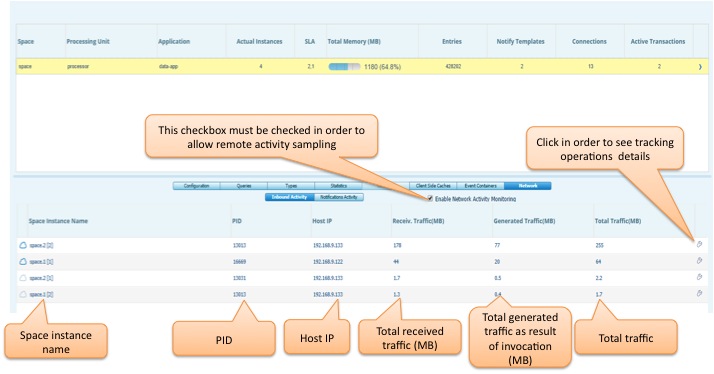 Space Processing Unit Application Actual Instances SLA Total Memory (MB) Entries Notify Templates Connections Active Transactions
space processor data-app 4 2,1 1180 (64.8%) 428282 2 13 2
This checkbox must be checked in order to
allow remote activity sampling
Click in order to see tracking
operations details
Configuration Queries Types Statistics Client Side Caches Event Containers Network
Inbound Activity Notifications Activity Enable Network Activity Monitoring
Space Instance Name PID Host IP Receiv. Traffic(MB) Generated Traffic(MB) Total Traffic(MB)
space.2 [2] 13013 192.168.9.133 178 77 255
space.2 [1] 16669 192.168.9.122 44 20 64
space.1 [1] 13031 192.168.9.133 1.7 0.5 2.2
space.1 [2] 13013 192.168.9.133 1.3 0.4 1.7
Space instance
name
PID
Host IP
Total received
traffic (MB)
Total generated
traffic as result
of invocation
(MB)
Total traffic